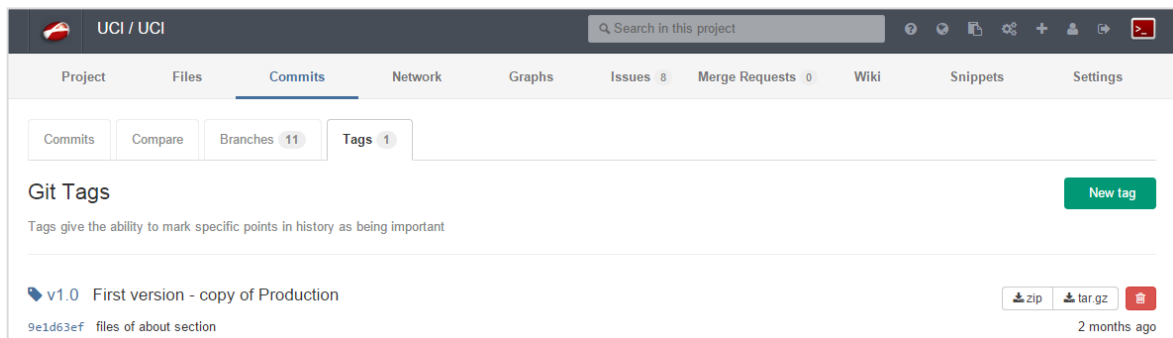 UCI / UCI
Search in this project
Project Files Commits Network Graphs Issues 8 Merge Requests 0 Wiki Snippets Settings
Commits Compare Branches 11 Tags 1
Git Tags
New tag
Tags give the ability to mark specific points in history as being important
v1.0 First version - copy of Production
zip tar.gz
9e1d63ef files of about section
2 months ago